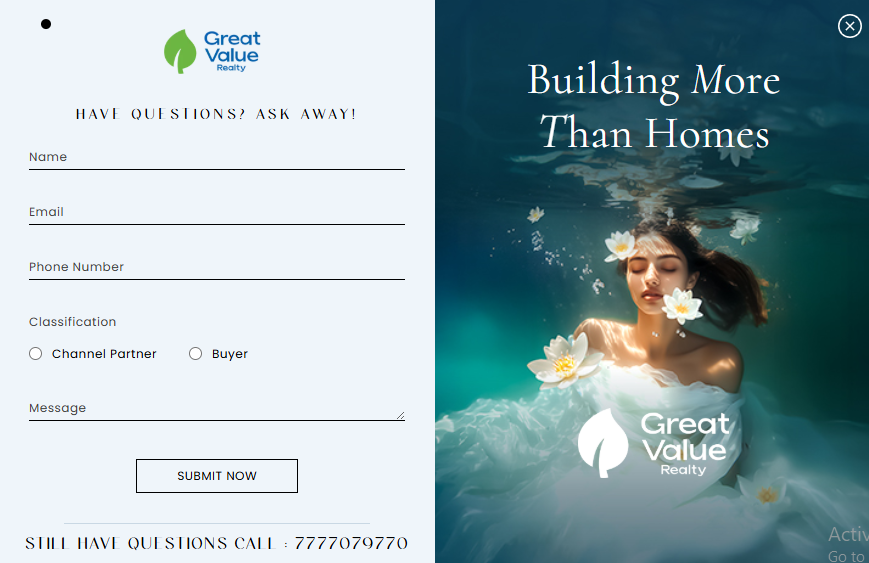 Great
Value
Realty
HAVE QUESTIONS? ASK AWAY!
Name
Email
Phone Number
Classification
Channel Partner
Buyer
Message
SUBMIT NOW
STILL HAVE QUESTIONS CALL : 7777079770
Building More
Than Homes
Great
Value
Realty
Go to